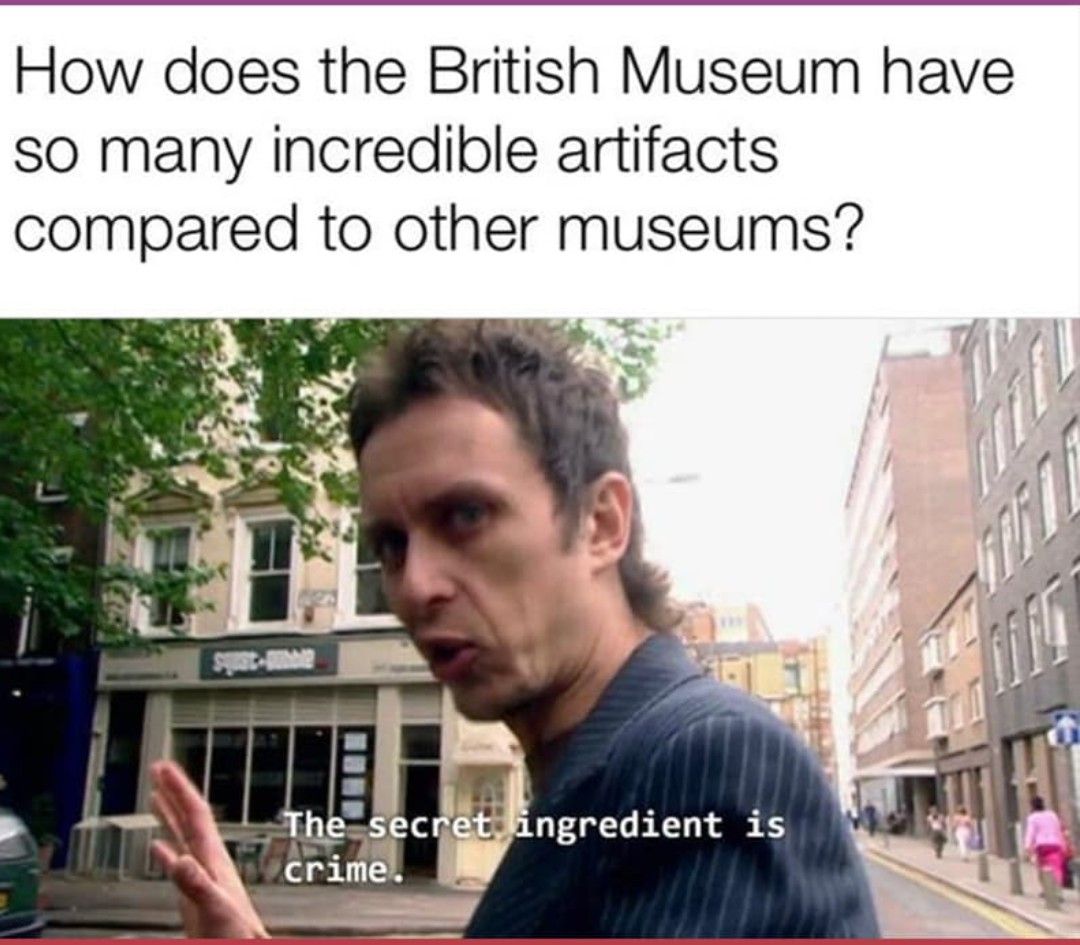 How does the British Museum have
so many incredible artifacts
compared to other museums?
The secret ingredient is
crime.